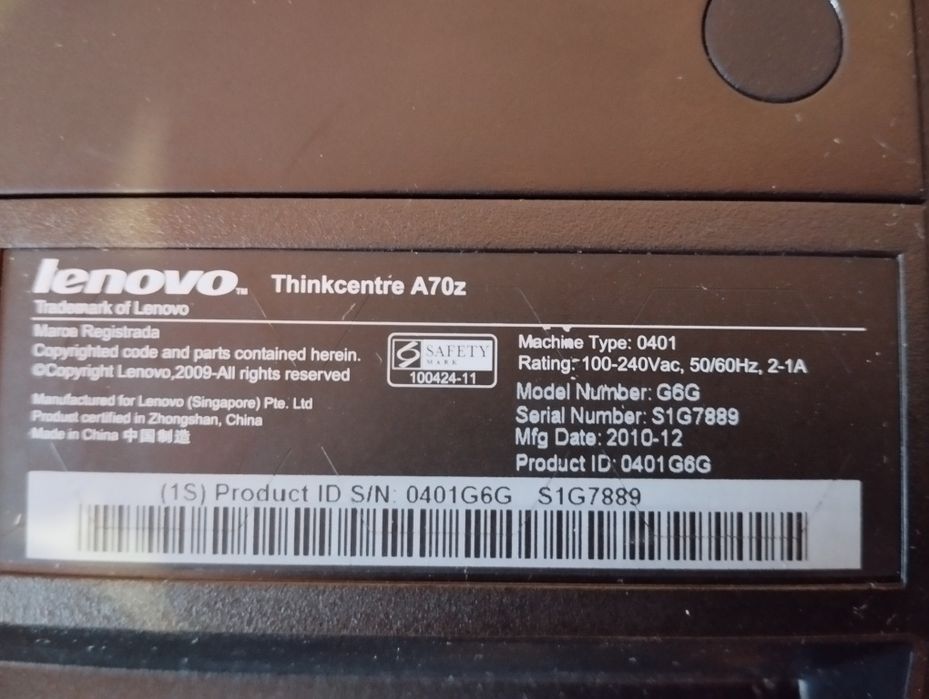 lenovo™ Thinkcentre A70z
Trademark of Lenovo
Marca Registrada
Copyrighted code and parts contained herein.
©Copyright Lenovo,2009-All rights reserved
Manufactured for Lenovo (Singapore) Pte. Ltd
Product certified in Zhongshan, China
Made in China 中国制造
S SAFETY
MARK
100424-11
Machine Type: 0401
Rating: 100-240Vac, 50/60Hz, 2-1A
Model Number: G6G
Serial Number: S1G7889
Mfg Date: 2010-12
Product ID: 0401G6G
(1S) Product ID S/N: 0401G6G S1G7889